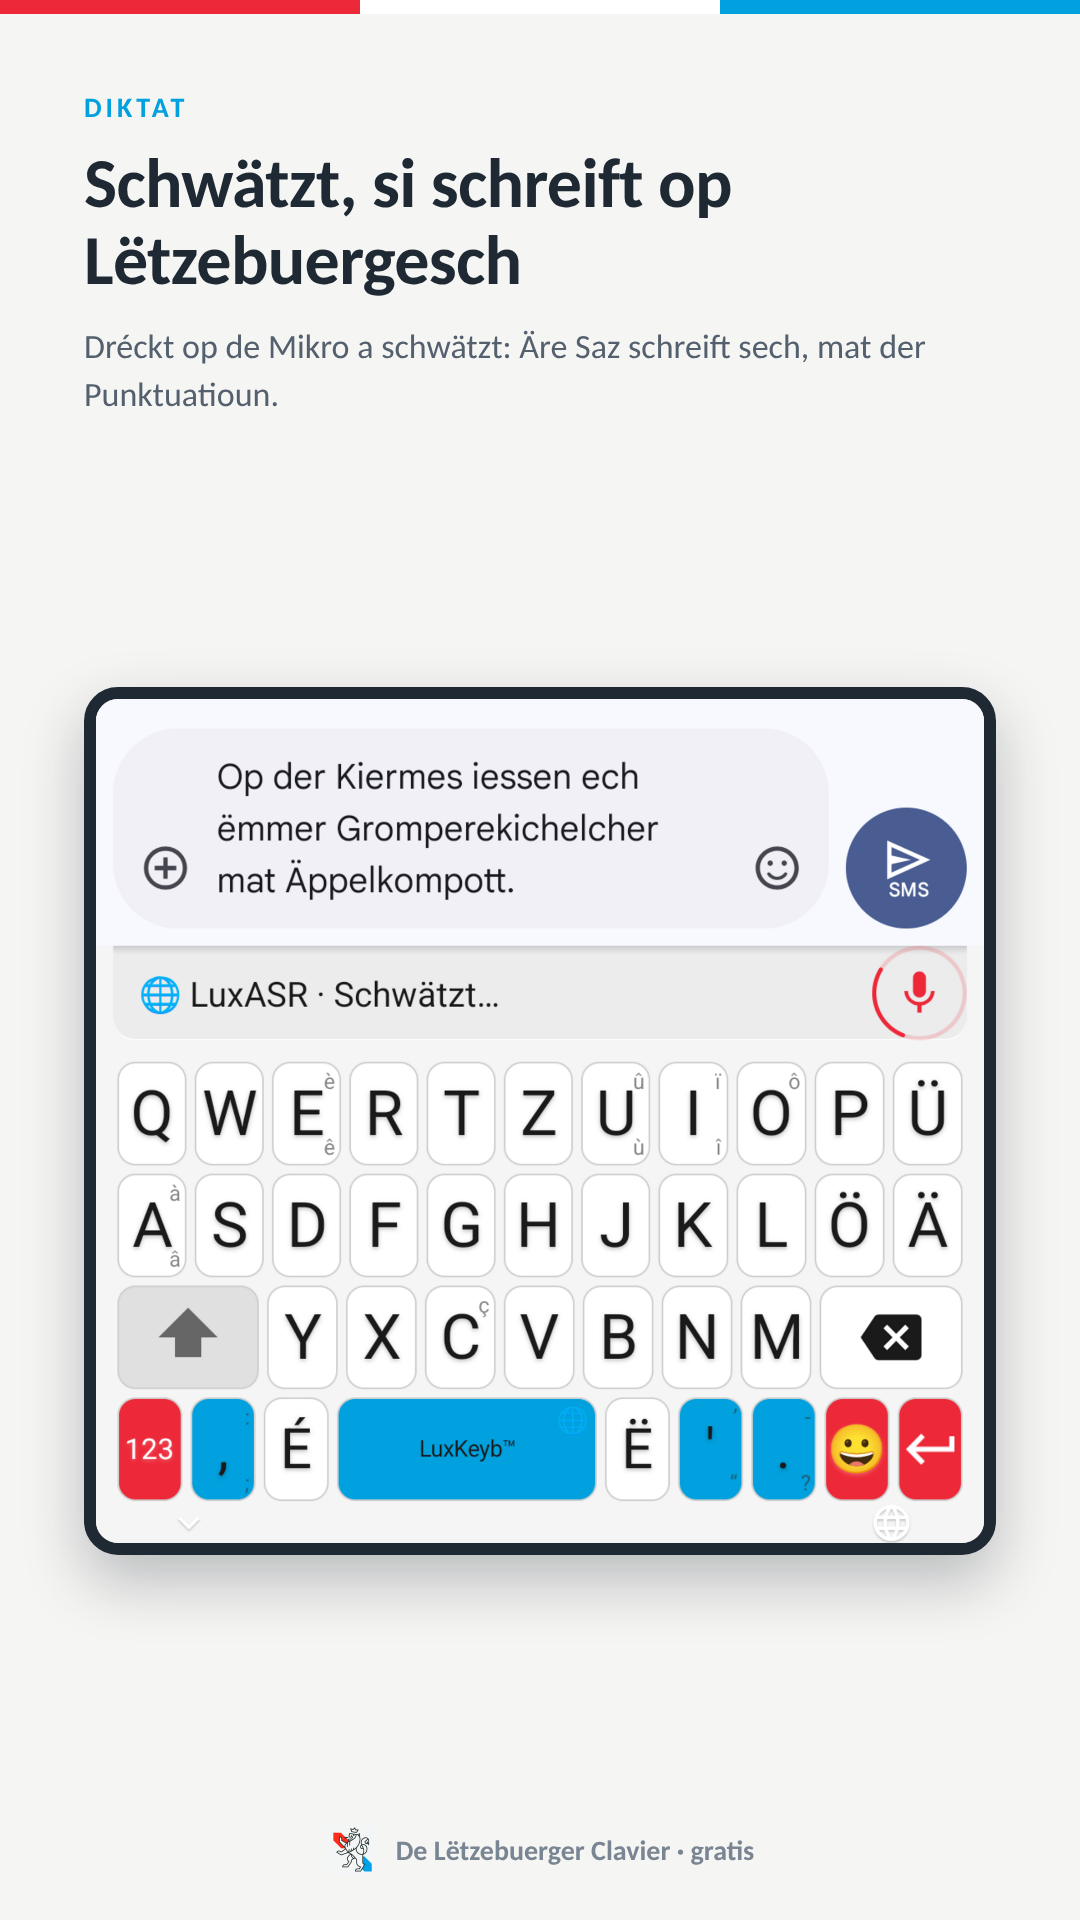 DIKTAT
Schwätzt, si schreift op
Lëtzebuergesch
Dréckt op de Mikro a schwätzt: Äre Saz schreift sech, mat der
Punktuatioun.
Op der Kiermes iessen ech
ëmmer Gromperekichelcher
mat Äppelkompott.
SMS
LuxASR · Schwätzt...
Q W E è ê R T Z U û ù I ï î O ô P Ü
A à â S D F G H J K L Ö Ä
Y X C ç V B N M
123 , : ; É LuxKeyb™ Ë ' ′ “ . - ?
De Lëtzebuerger Clavier · gratis